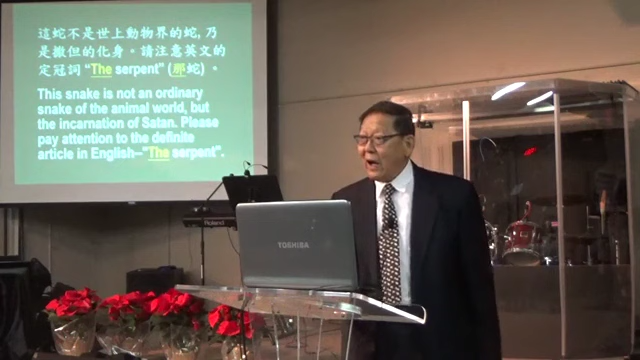 這蛇不是世上動物界的蛇, 乃
是撒但的化身。請注意英文的
定冠詞 “The serpent” (那蛇) 。
This snake is not an ordinary
snake of the animal world, but
the incarnation of Satan. Please
pay attention to the definite
article in English–“The serpent”.
Roland
TOSHIBA